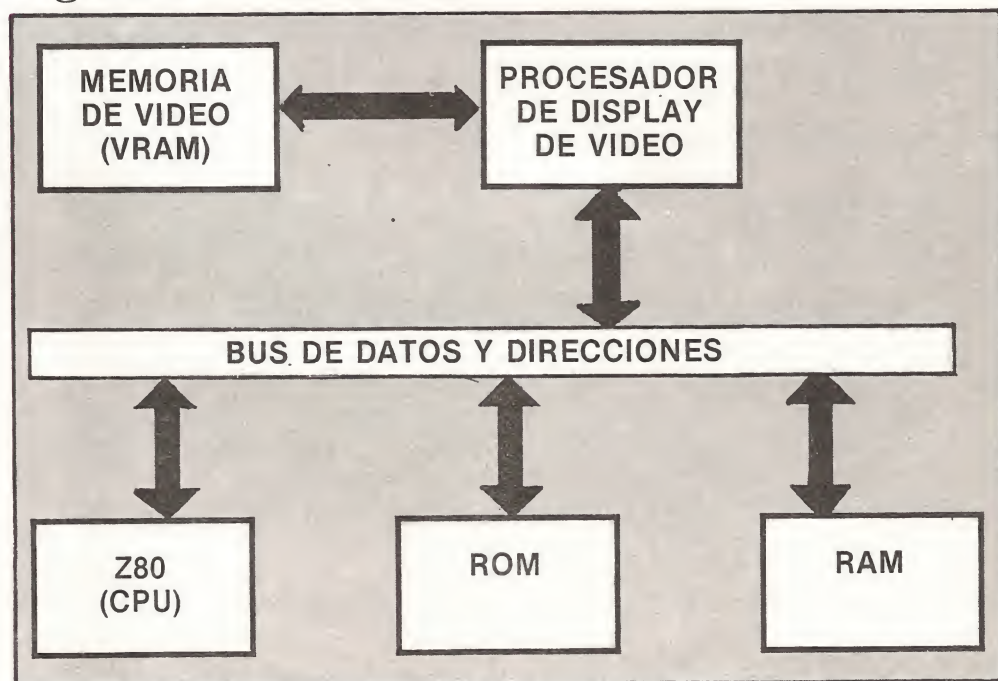 MEMORIA
DE VIDEO
(VRAM)
PROCESADOR
DE DISPLAY
DE VIDEO
BUS DE DATOS Y DIRECCIONES
Z80
(CPU)
ROM
RAM